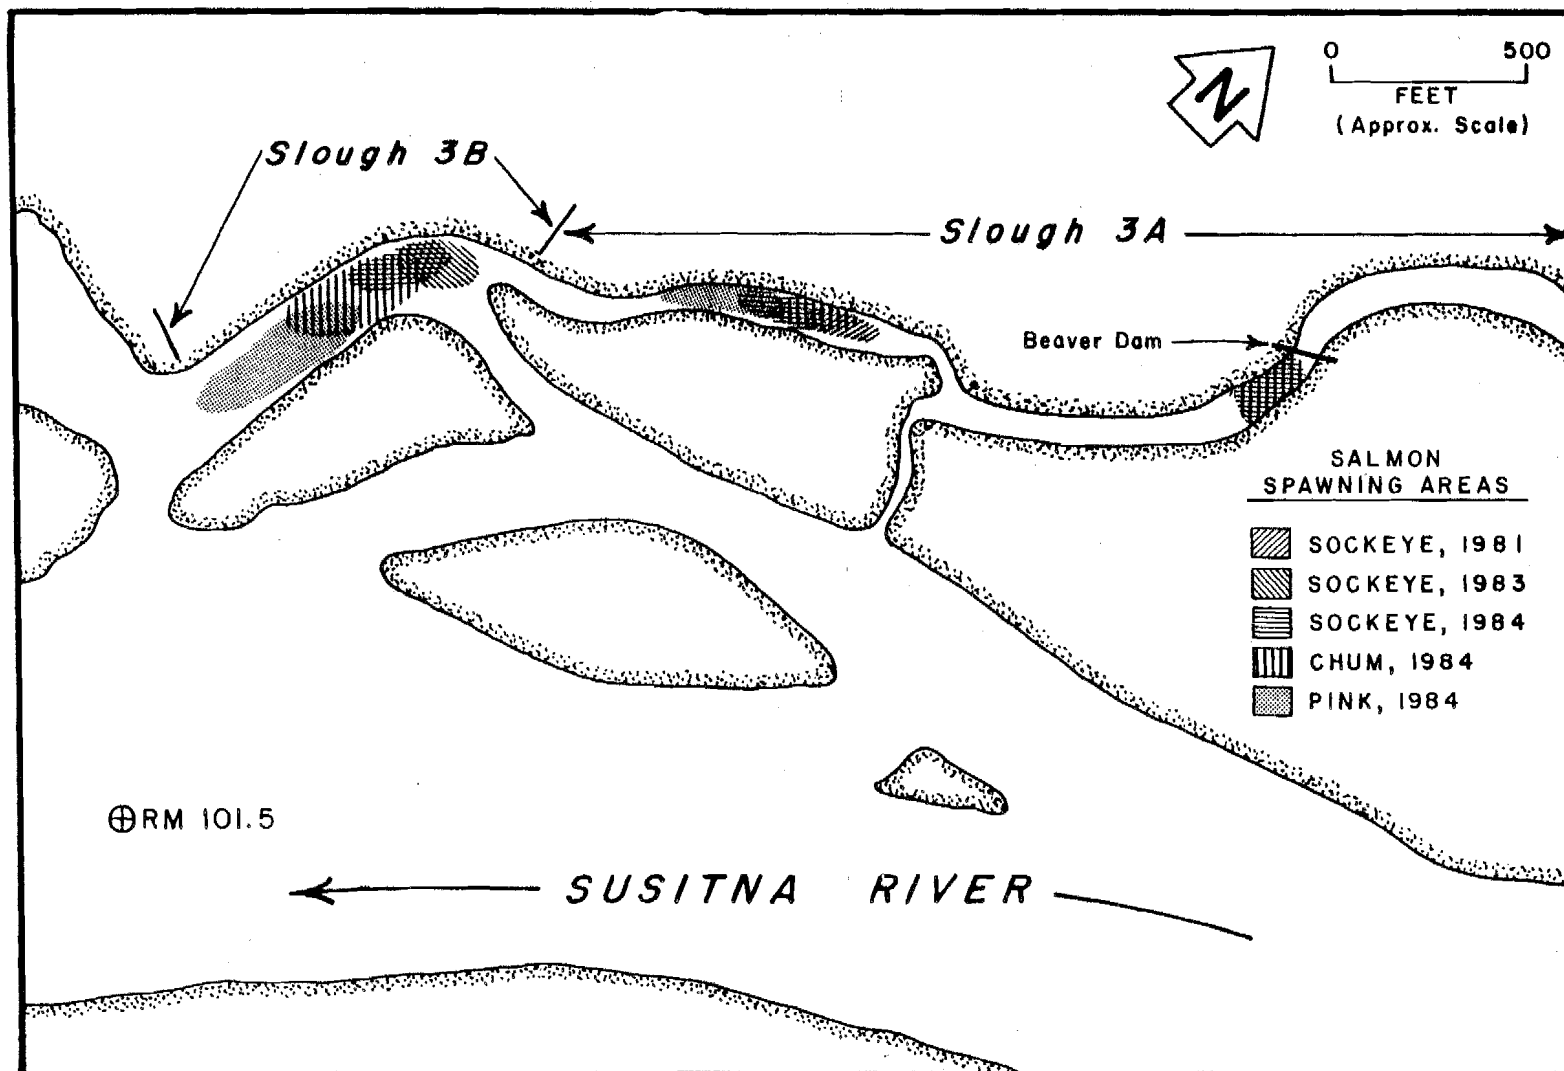 N
0 500
FEET
(Approx. Scale)
Slough 3B
Slough 3A
Beaver Dam
SALMON
SPAWNING AREAS
SOCKEYE, 1981
SOCKEYE, 1983
SOCKEYE, 1984
CHUM, 1984
PINK, 1984
RM 101.5
SUSITNA RIVER